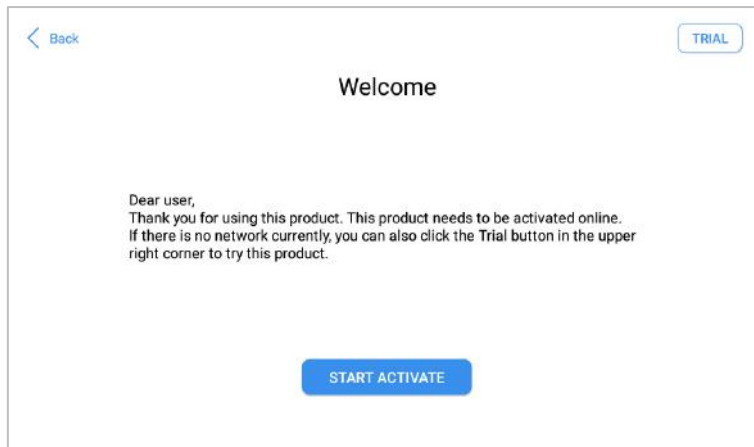 Back
TRIAL
Welcome
Dear user,
Thank you for using this product. This product needs to be activated online.
If there is no network currently, you can also click the Trial button in the upper
right corner to try this product.
START ACTIVATE